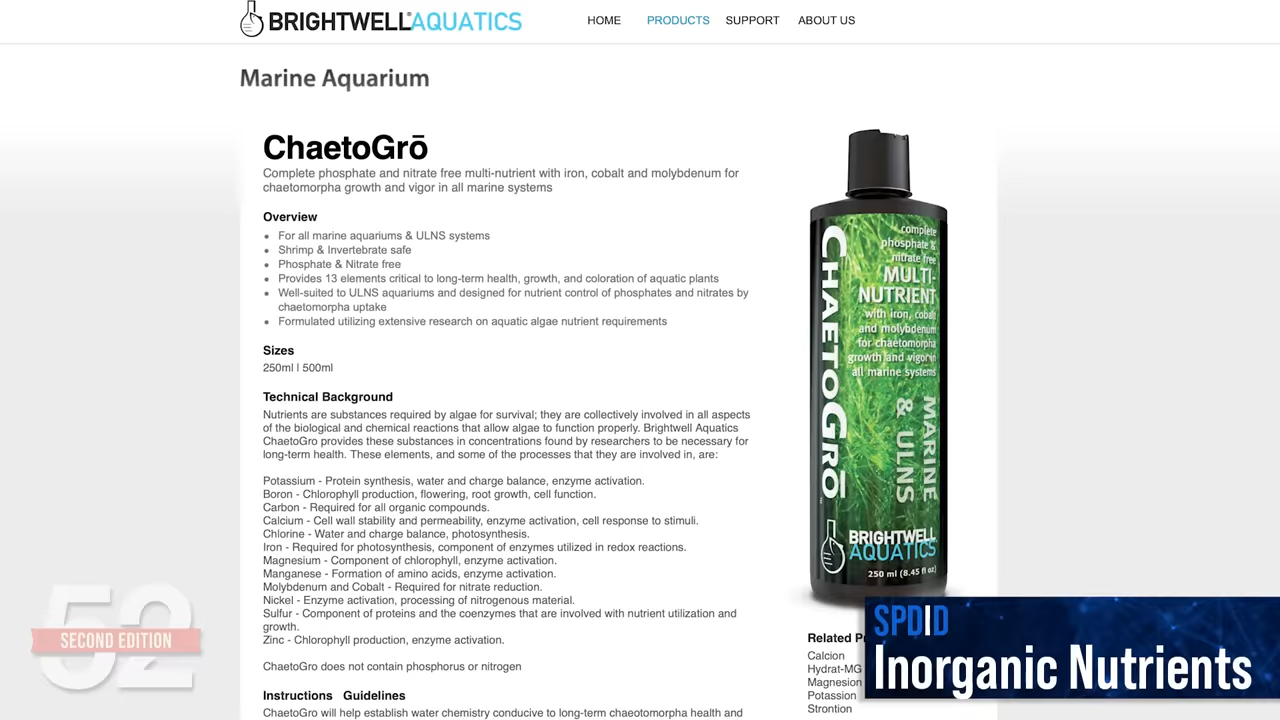 BRIGHTWELL® AQUATICS
HOME PRODUCTS SUPPORT ABOUT US
Marine Aquarium
ChaetoGrō
Complete phosphate and nitrate free multi-nutrient with iron, cobalt and molybdenum for
chaetomorpha growth and vigor in all marine systems
Overview
For all marine aquariums & ULNS systems
Shrimp & Invertebrate safe
Phosphate & Nitrate free
Provides 13 elements critical to long-term health, growth, and coloration of aquatic plants
Well-suited to ULNS aquariums and designed for nutrient control of phosphates and nitrates by
chaetomorpha uptake
Formulated utilizing extensive research on aquatic algae nutrient requirements
Sizes
250ml | 500ml
Technical Background
Nutrients are substances required by algae for survival; they are collectively involved in all aspects
of the biological and chemical reactions that allow algae to function properly. Brightwell Aquatics
ChaetoGro provides these substances in concentrations found by researchers to be necessary for
long-term health. These elements, and some of the processes that they are involved in, are:
Potassium - Protein synthesis, water and charge balance, enzyme activation.
Boron - Chlorophyll production, flowering, root growth, cell function.
Carbon - Required for all organic compounds.
Calcium - Cell wall stability and permeability, enzyme activation, cell response to stimuli.
Chlorine - Water and charge balance, photosynthesis.
Iron - Required for photosynthesis, component of enzymes utilized in redox reactions.
Magnesium - Component of chlorophyll, enzyme activation.
Manganese - Formation of amino acids, enzyme activation.
Molybdenum and Cobalt - Required for nitrate reduction.
Nickel - Enzyme activation, processing of nitrogenous material.
Sulfur - Component of proteins and the coenzymes that are involved with nutrient utilization and
growth.
Zinc - Chlorophyll production, enzyme activation.
ChaetoGro does not contain phosphorus or nitrogen
Instructions Guidelines
ChaetoGro will help establish water chemistry conducive to long-term chaeotomorpha health and
CHAETOGRŌ™
complete
phosphate &
nitrate free
MULTI-
NUTRIENT
with iron, cobalt
and molybdenum
for chaetomorpha
growth and vigor in
all marine systems
MARINE
& ULNS
BRIGHTWELL
AQUATICS
250 ml (8.45 fl oz)
Related P
Calcion
Hydrat-MG
Magnesion
Potassion
Strontion
52
SECOND EDITION
SPDID
Inorganic Nutrients